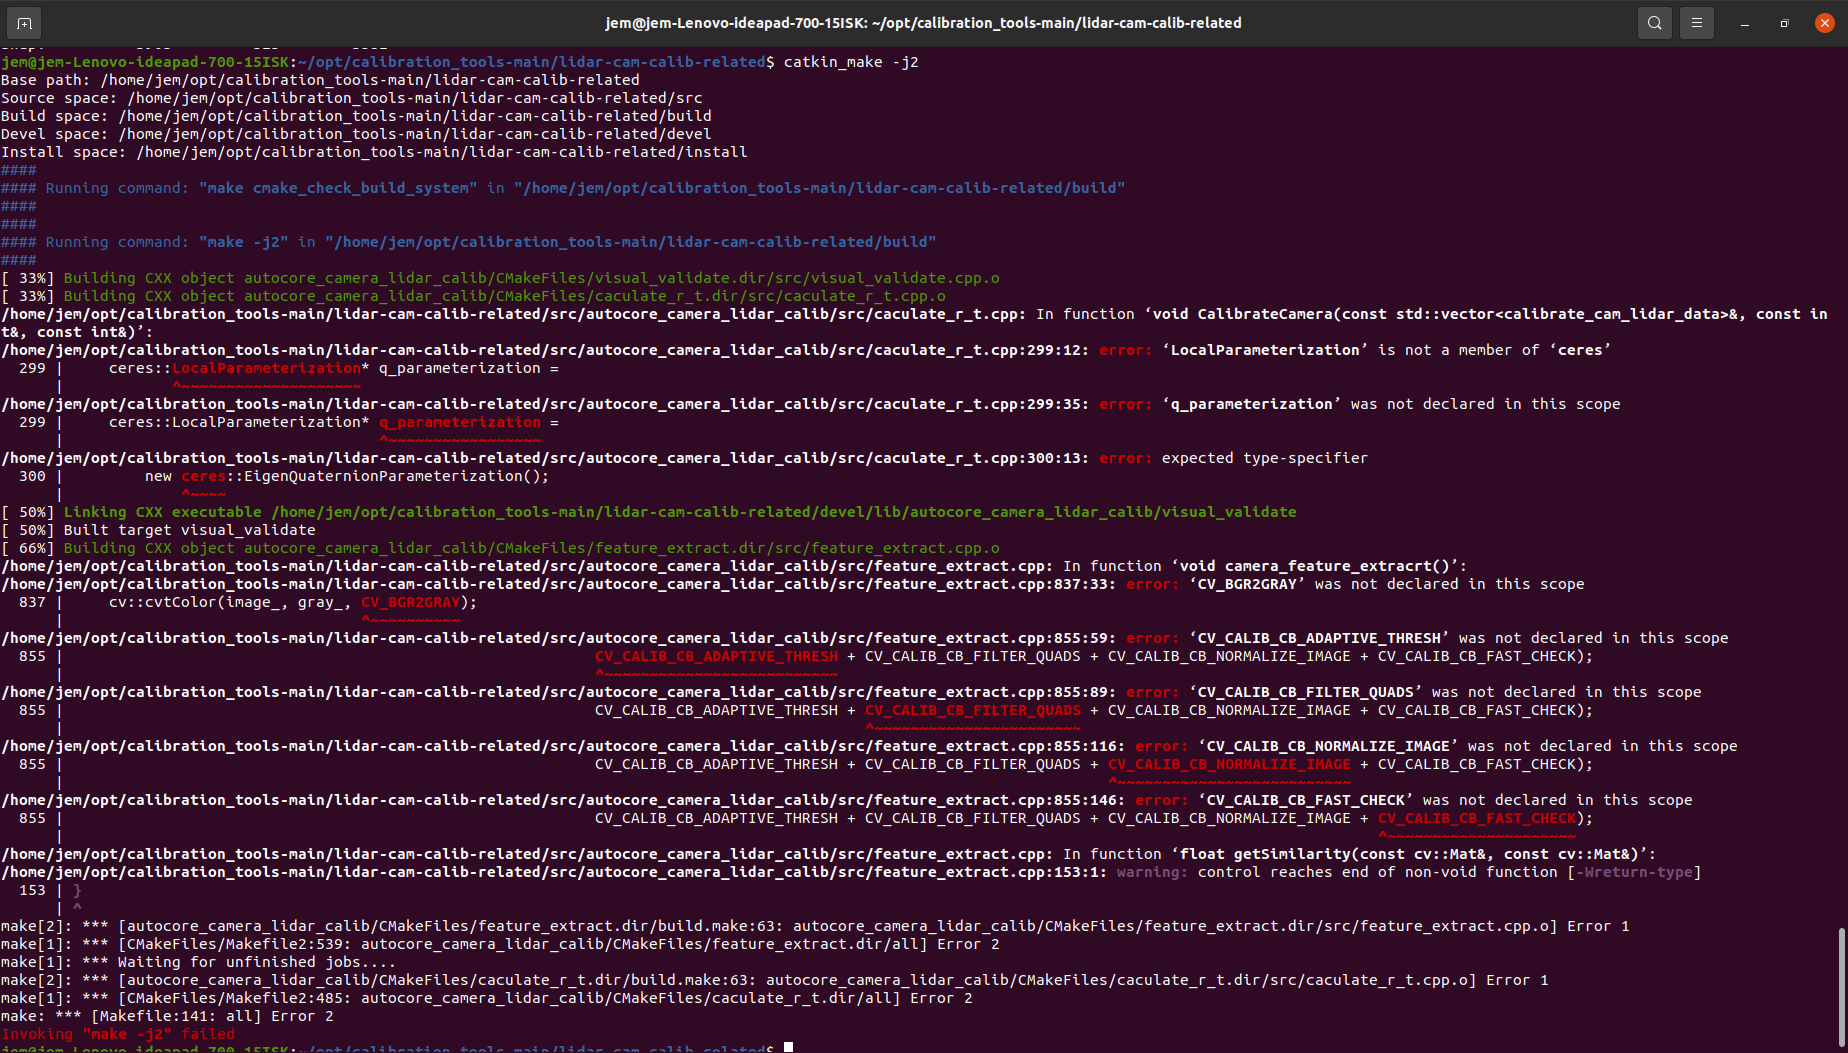 jem@jem-Lenovo-ideapad-700-15ISK: ~/opt/calibration_tools-main/lidar-cam-calib-related
jem@jem-Lenovo-ideapad-700-15ISK:~/opt/calibration_tools-main/lidar-cam-calib-related$ catkin_make -j2
Base path: /home/jem/opt/calibration_tools-main/lidar-cam-calib-related
Source space: /home/jem/opt/calibration_tools-main/lidar-cam-calib-related/src
Build space: /home/jem/opt/calibration_tools-main/lidar-cam-calib-related/build
Devel space: /home/jem/opt/calibration_tools-main/lidar-cam-calib-related/devel
Install space: /home/jem/opt/calibration_tools-main/lidar-cam-calib-related/install
####
#### Running command: "make cmake_check_build_system" in "/home/jem/opt/calibration_tools-main/lidar-cam-calib-related/build"
####
####
#### Running command: "make -j2" in "/home/jem/opt/calibration_tools-main/lidar-cam-calib-related/build"
####
[ 33%] Building CXX object autocore_camera_lidar_calib/CMakeFiles/visual_validate.dir/src/visual_validate.cpp.o
[ 33%] Building CXX object autocore_camera_lidar_calib/CMakeFiles/caculate_r_t.dir/src/caculate_r_t.cpp.o
/home/jem/opt/calibration_tools-main/lidar-cam-calib-related/src/autocore_camera_lidar_calib/src/caculate_r_t.cpp: In function ‘void CalibrateCamera(const std::vector<calibrate_cam_lidar_data>&, const in
t&, const int&)’:
/home/jem/opt/calibration_tools-main/lidar-cam-calib-related/src/autocore_camera_lidar_calib/src/caculate_r_t.cpp:299:12: error: ‘LocalParameterization’ is not a member of ‘ceres’
  299 |     ceres::LocalParameterization* q_parameterization =
      |            ^~~~~~~~~~~~~~~~~~~~~
/home/jem/opt/calibration_tools-main/lidar-cam-calib-related/src/autocore_camera_lidar_calib/src/caculate_r_t.cpp:299:35: error: ‘q_parameterization’ was not declared in this scope
  299 |     ceres::LocalParameterization* q_parameterization =
      |                                   ^~~~~~~~~~~~~~~~~~
/home/jem/opt/calibration_tools-main/lidar-cam-calib-related/src/autocore_camera_lidar_calib/src/caculate_r_t.cpp:300:13: error: expected type-specifier
  300 |         new ceres::EigenQuaternionParameterization();
      |             ^~~~~
[ 50%] Linking CXX executable /home/jem/opt/calibration_tools-main/lidar-cam-calib-related/devel/lib/autocore_camera_lidar_calib/visual_validate
[ 50%] Built target visual_validate
[ 66%] Building CXX object autocore_camera_lidar_calib/CMakeFiles/feature_extract.dir/src/feature_extract.cpp.o
/home/jem/opt/calibration_tools-main/lidar-cam-calib-related/src/autocore_camera_lidar_calib/src/feature_extract.cpp: In function ‘void camera_feature_extracrt()’:
/home/jem/opt/calibration_tools-main/lidar-cam-calib-related/src/autocore_camera_lidar_calib/src/feature_extract.cpp:837:33: error: ‘CV_BGR2GRAY’ was not declared in this scope
  837 |     cv::cvtColor(image_, gray_, CV_BGR2GRAY);
      |                                 ^~~~~~~~~~~
/home/jem/opt/calibration_tools-main/lidar-cam-calib-related/src/autocore_camera_lidar_calib/src/feature_extract.cpp:855:59: error: ‘CV_CALIB_CB_ADAPTIVE_THRESH’ was not declared in this scope
  855 |                                                           CV_CALIB_CB_ADAPTIVE_THRESH + CV_CALIB_CB_FILTER_QUADS + CV_CALIB_CB_NORMALIZE_IMAGE + CV_CALIB_CB_FAST_CHECK);
      |                                                           ^~~~~~~~~~~~~~~~~~~~~~~~~~~
/home/jem/opt/calibration_tools-main/lidar-cam-calib-related/src/autocore_camera_lidar_calib/src/feature_extract.cpp:855:89: error: ‘CV_CALIB_CB_FILTER_QUADS’ was not declared in this scope
  855 |                                                           CV_CALIB_CB_ADAPTIVE_THRESH + CV_CALIB_CB_FILTER_QUADS + CV_CALIB_CB_NORMALIZE_IMAGE + CV_CALIB_CB_FAST_CHECK);
      |                                                                                         ^~~~~~~~~~~~~~~~~~~~~~~~
/home/jem/opt/calibration_tools-main/lidar-cam-calib-related/src/autocore_camera_lidar_calib/src/feature_extract.cpp:855:116: error: ‘CV_CALIB_CB_NORMALIZE_IMAGE’ was not declared in this scope
  855 |                                                           CV_CALIB_CB_ADAPTIVE_THRESH + CV_CALIB_CB_FILTER_QUADS + CV_CALIB_CB_NORMALIZE_IMAGE + CV_CALIB_CB_FAST_CHECK);
      |                                                                                                                    ^~~~~~~~~~~~~~~~~~~~~~~~~~~
/home/jem/opt/calibration_tools-main/lidar-cam-calib-related/src/autocore_camera_lidar_calib/src/feature_extract.cpp:855:146: error: ‘CV_CALIB_CB_FAST_CHECK’ was not declared in this scope
  855 |                                                           CV_CALIB_CB_ADAPTIVE_THRESH + CV_CALIB_CB_FILTER_QUADS + CV_CALIB_CB_NORMALIZE_IMAGE + CV_CALIB_CB_FAST_CHECK);
      |                                                                                                                                                  ^~~~~~~~~~~~~~~~~~~~~~
/home/jem/opt/calibration_tools-main/lidar-cam-calib-related/src/autocore_camera_lidar_calib/src/feature_extract.cpp: In function ‘float getSimilarity(const cv::Mat&, const cv::Mat&)’:
/home/jem/opt/calibration_tools-main/lidar-cam-calib-related/src/autocore_camera_lidar_calib/src/feature_extract.cpp:153:1: warning: control reaches end of non-void function [-Wreturn-type]
  153 | }
      | ^
make[2]: *** [autocore_camera_lidar_calib/CMakeFiles/feature_extract.dir/build.make:63: autocore_camera_lidar_calib/CMakeFiles/feature_extract.dir/src/feature_extract.cpp.o] Error 1
make[1]: *** [CMakeFiles/Makefile2:539: autocore_camera_lidar_calib/CMakeFiles/feature_extract.dir/all] Error 2
make[1]: *** Waiting for unfinished jobs....
make[2]: *** [autocore_camera_lidar_calib/CMakeFiles/caculate_r_t.dir/build.make:63: autocore_camera_lidar_calib/CMakeFiles/caculate_r_t.dir/src/caculate_r_t.cpp.o] Error 1
make[1]: *** [CMakeFiles/Makefile2:485: autocore_camera_lidar_calib/CMakeFiles/caculate_r_t.dir/all] Error 2
make: *** [Makefile:141: all] Error 2
Invoking "make -j2" failed
jem@jem-Lenovo-ideapad-700-15ISK:~/opt/calibration_tools-main/lidar-cam-calib-related$